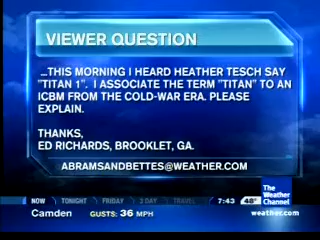 VIEWER QUESTION
...THIS MORNING I HEARD HEATHER TESCH SAY
"TITAN 1". I ASSOCIATE THE TERM "TITAN" TO AN
ICBM FROM THE COLD-WAR ERA. PLEASE
EXPLAIN.
THANKS,
ED RICHARDS, BROOKLET, GA.
ABRAMSANDBETTES@WEATHER.COM
NOW TONIGHT FRIDAY 3 DAY TRAVEL 7:43 48°
Camden GUSTS: 36 MPH
The
Weather
Channel
weather.com